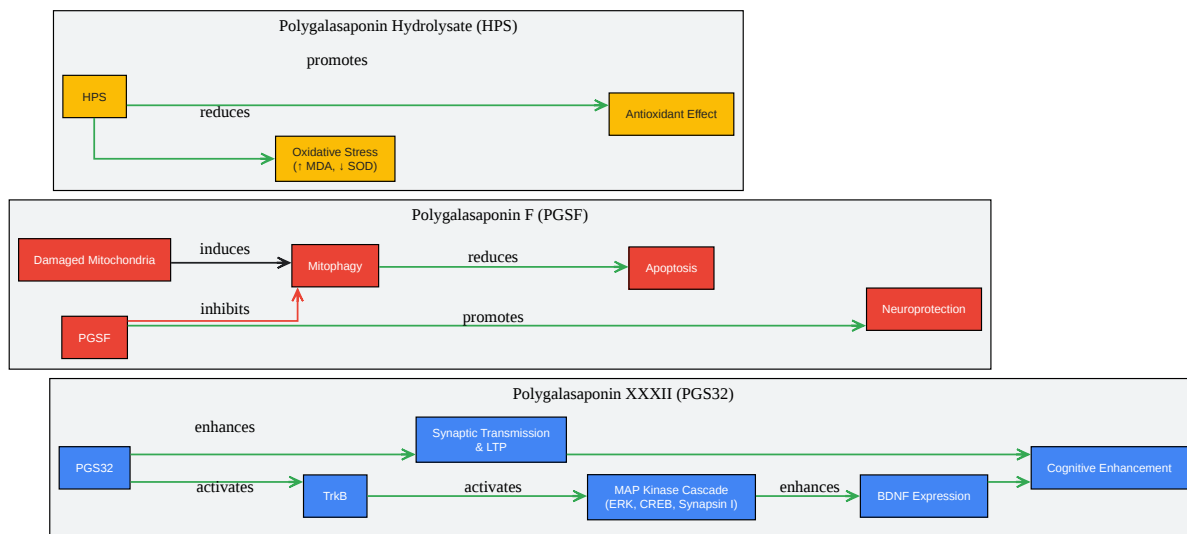 Polygalasaponin Hydrolysate (HPS)
promotes
HPS
reduces
Antioxidant Effect
Oxidative Stress
(↑ MDA, ↓ SOD)
Polygalasaponin F (PGSF)
Damaged Mitochondria
induces
Mitophagy
reduces
Apoptosis
inhibits
PGSF
promotes
Neuroprotection
Polygalasaponin XXXII (PGS32)
enhances
Synaptic Transmission
& LTP
PGS32
Cognitive Enhancement
activates
TrkB
activates
MAP Kinase Cascade
(ERK, CREB, Synapsin I)
enhances
BDNF Expression